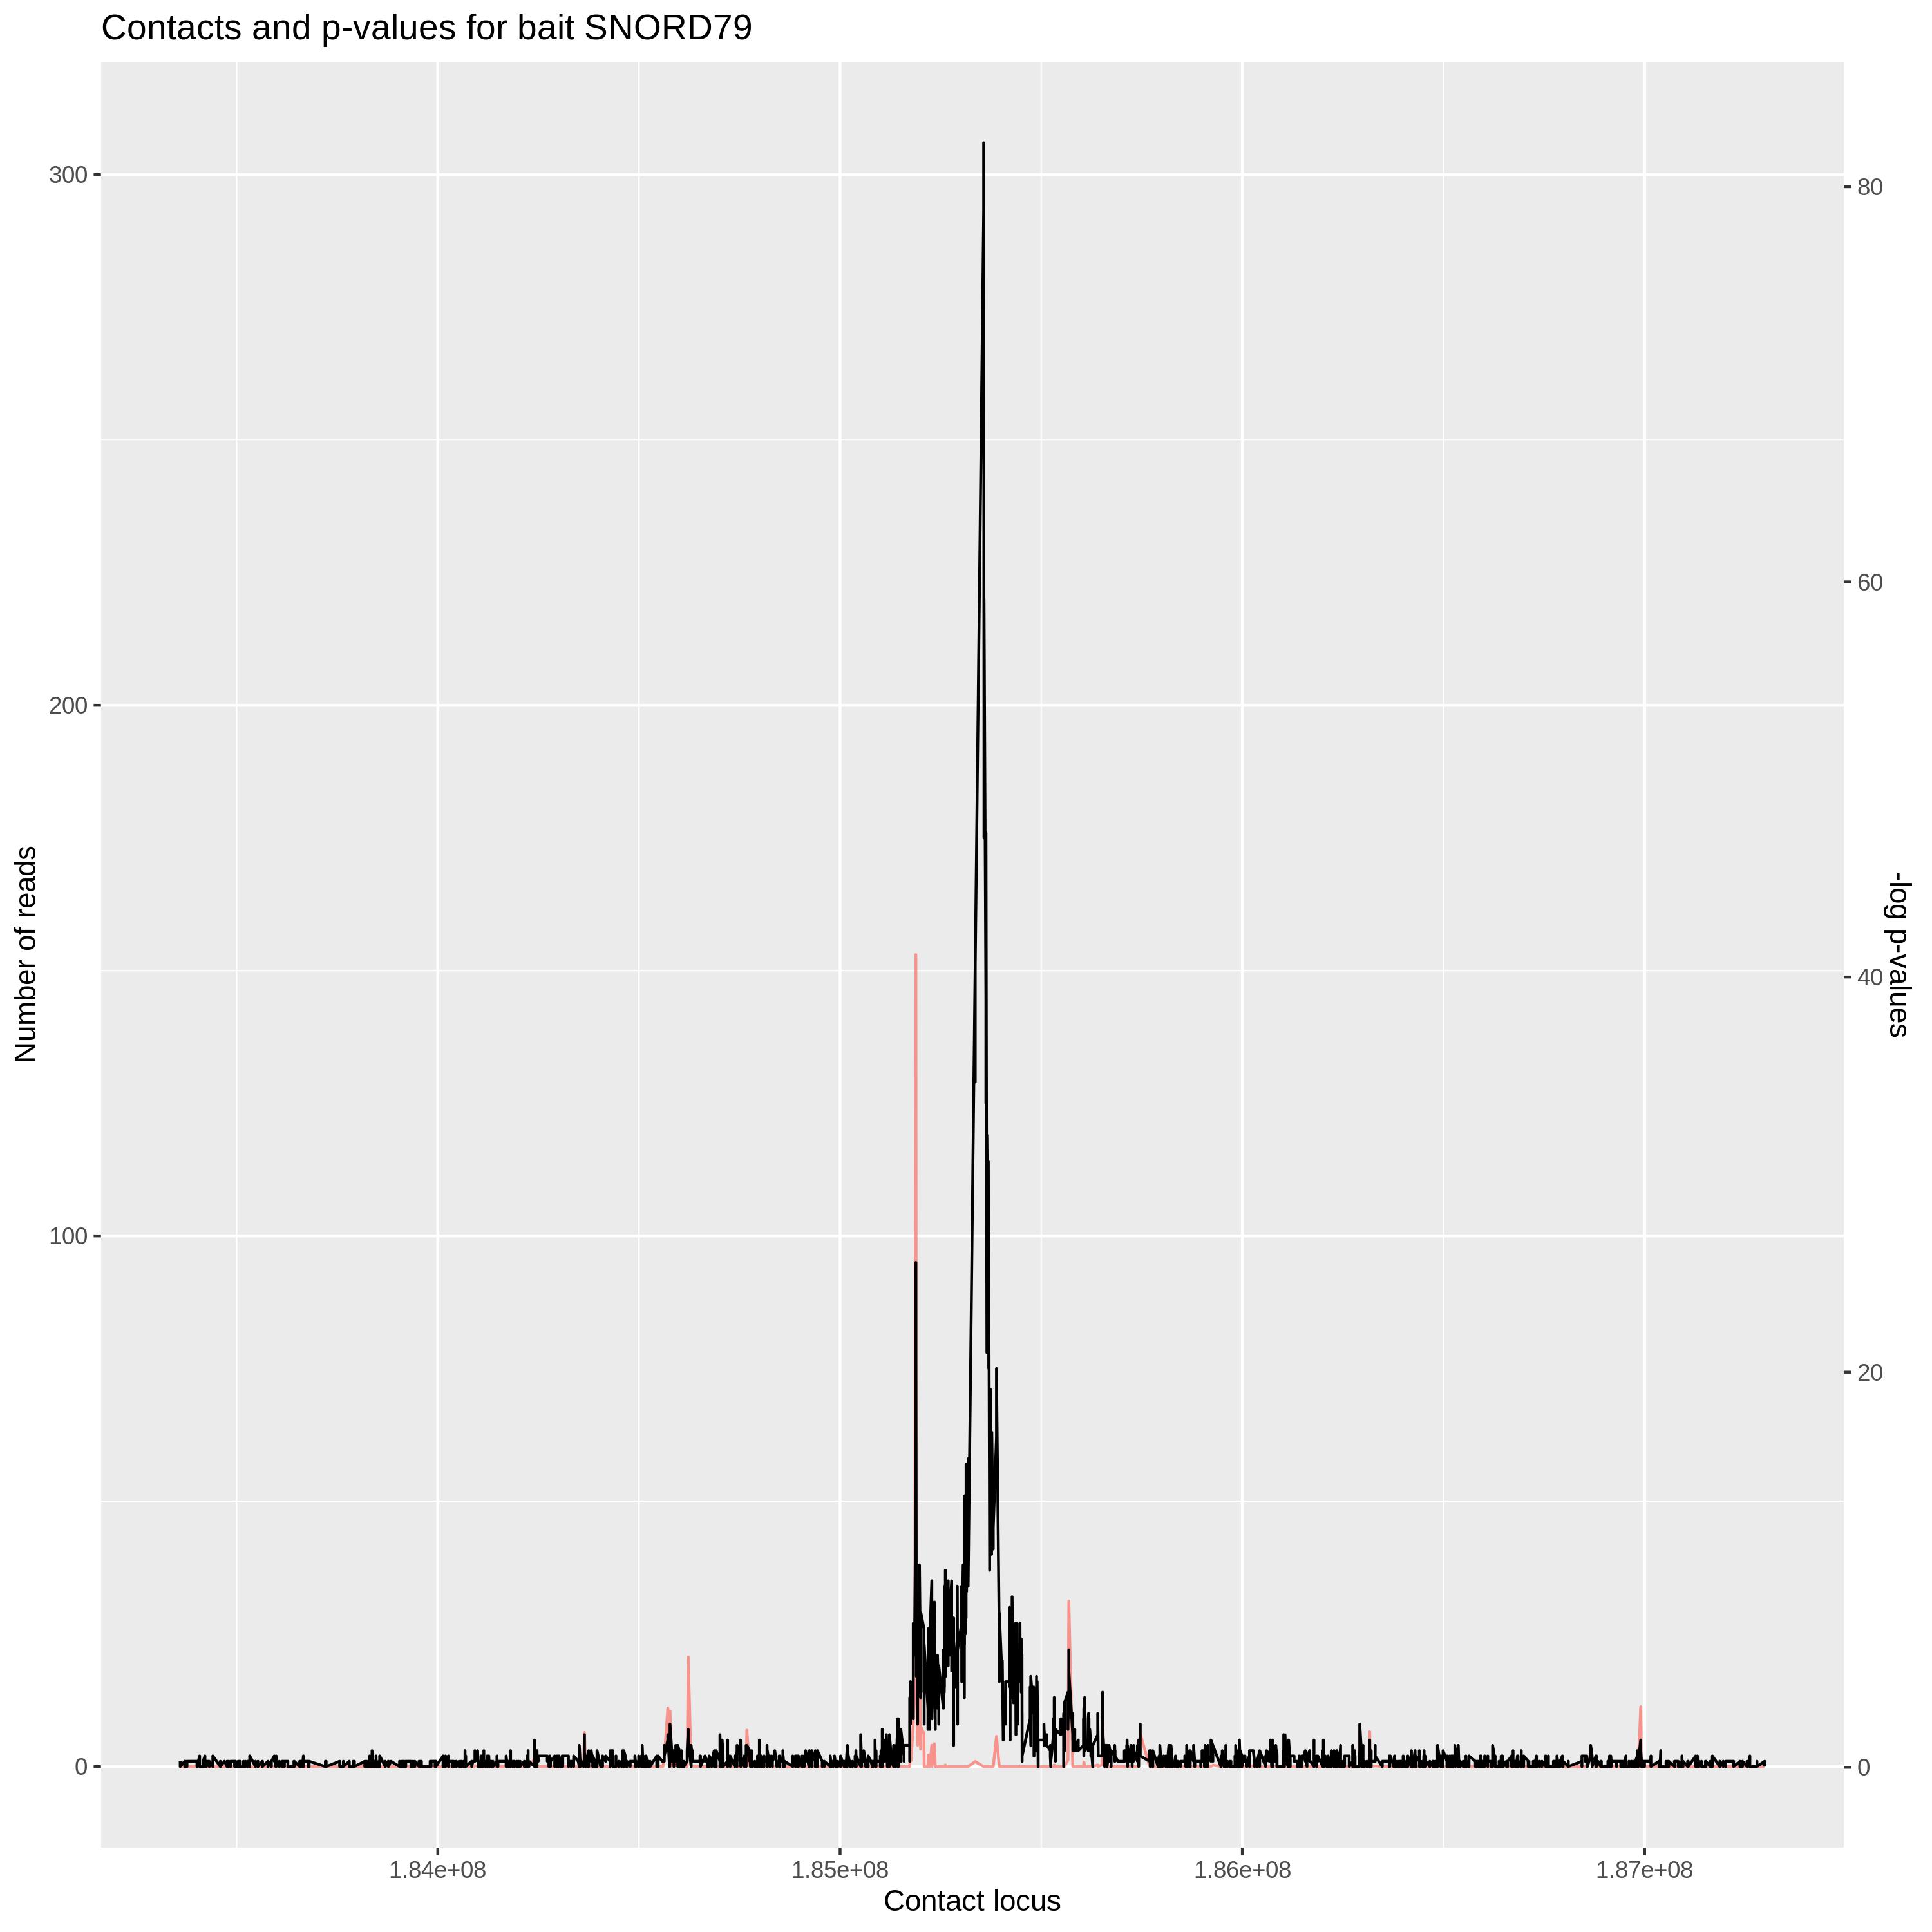 Contacts and p-values for bait SNORD79
300
200
100
0
Number of reads
80
60
40
20
0
-log p-values
1.84e+08
1.85e+08
1.86e+08
1.87e+08
Contact locus